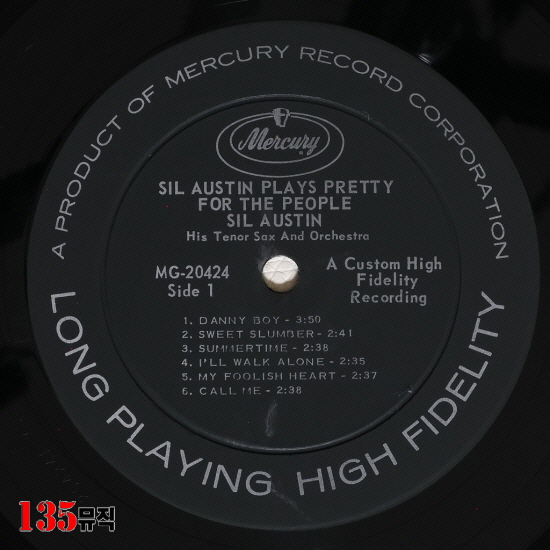 A PRODUCT OF MERCURY RECORD CORPORATION
Mercury
SIL AUSTIN PLAYS PRETTY
FOR THE PEOPLE
SIL AUSTIN
His Tenor Sax And Orchestra
MG-20424
Side 1
A Custom High
Fidelity
Recording
1. DANNY BOY - 3:50
2. SWEET SLUMBER - 2:41
3. SUMMERTIME - 2:38
4. I'LL WALK ALONE - 2:35
5. MY FOOLISH HEART - 2:37
6. CALL ME - 2:38
LONG PLAYING HIGH FIDELITY
135뮤직